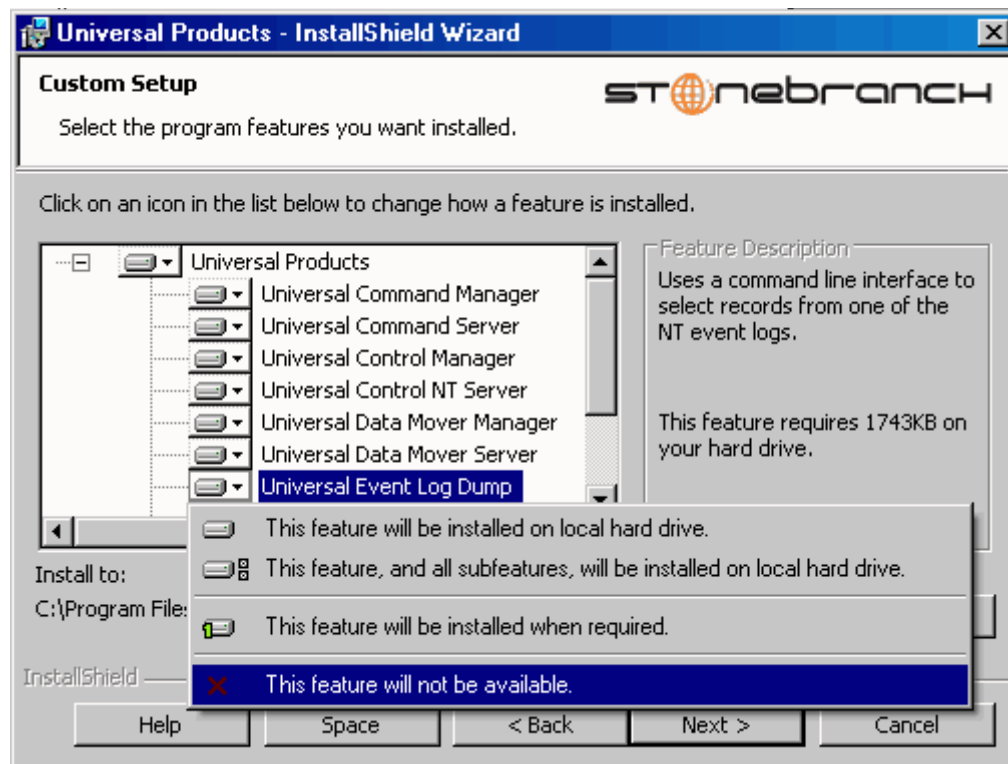 Universal Products - InstallShield Wizard
Custom Setup
Select the program features you want installed.
STonebranch
Click on an icon in the list below to change how a feature is installed.
Universal Products
Universal Command Manager
Universal Command Server
Universal Control Manager
Universal Control NT Server
Universal Data Mover Manager
Universal Data Mover Server
Universal Event Log Dump
Feature Description
Uses a command line interface to
select records from one of the
NT event logs.
This feature requires 1743KB on
your hard drive.
This feature will be installed on local hard drive.
This feature, and all subfeatures, will be installed on local hard drive.
This feature will be installed when required.
This feature will not be available.
Install to:
C:\Program Files
InstallShield
Help
Space
< Back
Next >
Cancel